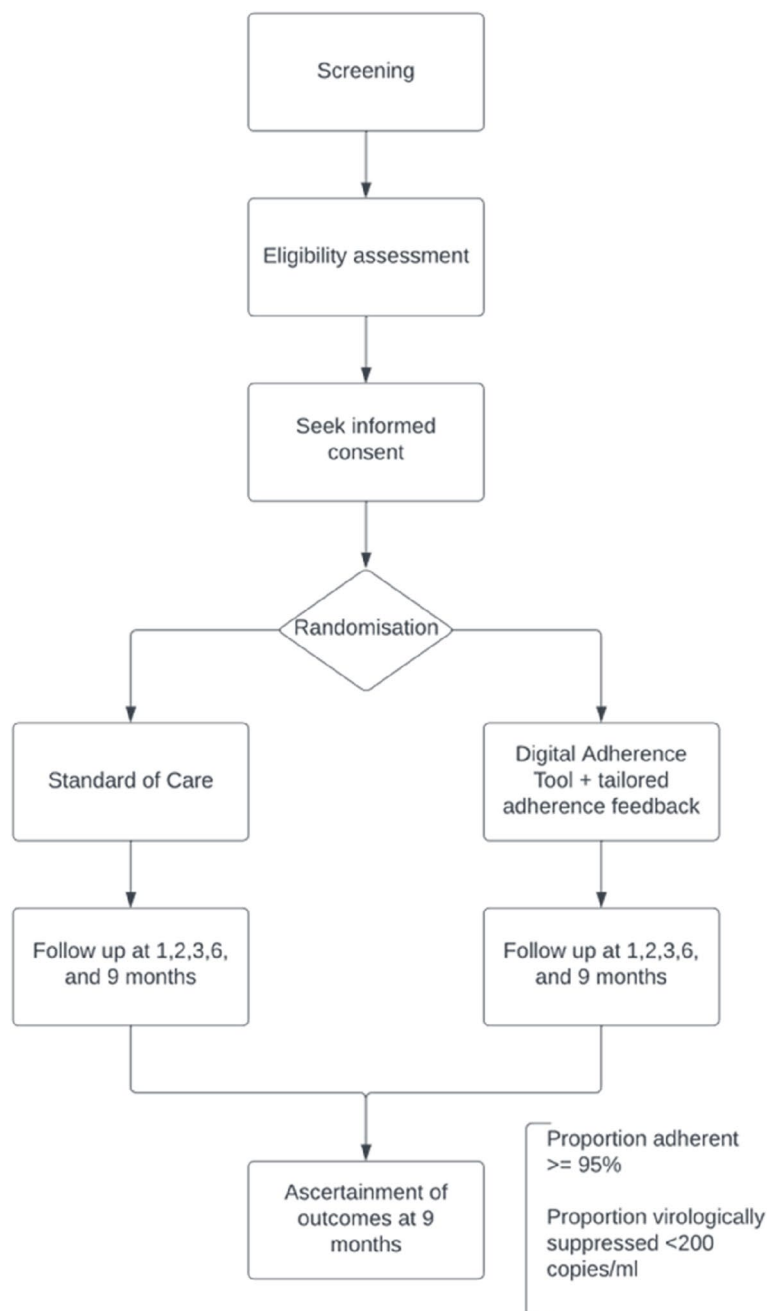 Screening
Eligibility assessment
Seek informed
consent
Randomisation
Standard of Care
Digital Adherence
Tool + tailored
adherence feedback
Follow up at 1,2,3,6,
and 9 months
Follow up at 1,2,3,6,
and 9 months
Ascertainment of
outcomes at 9
months
Proportion adherent
>= 95%
Proportion virologically
suppressed <200
copies/ml